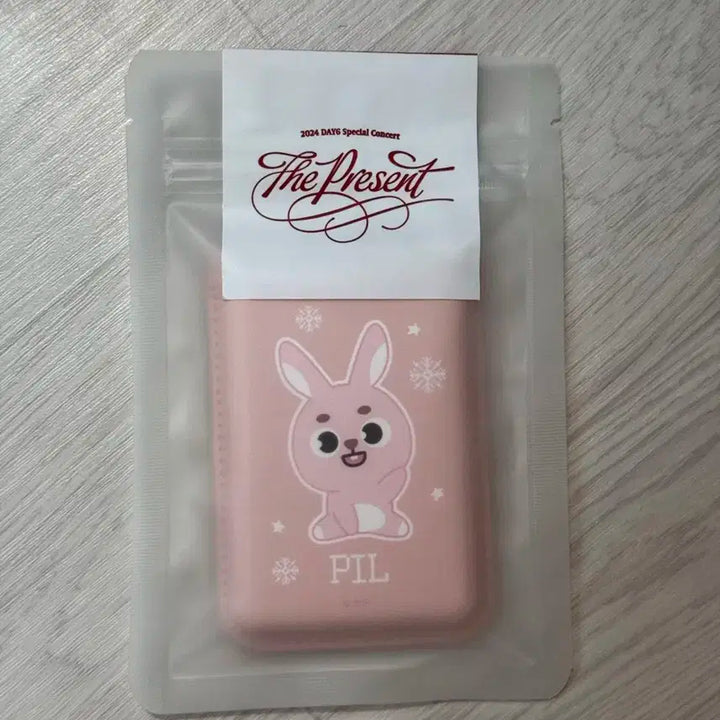 2024 DAY6 Special Concert
The Present
PIL